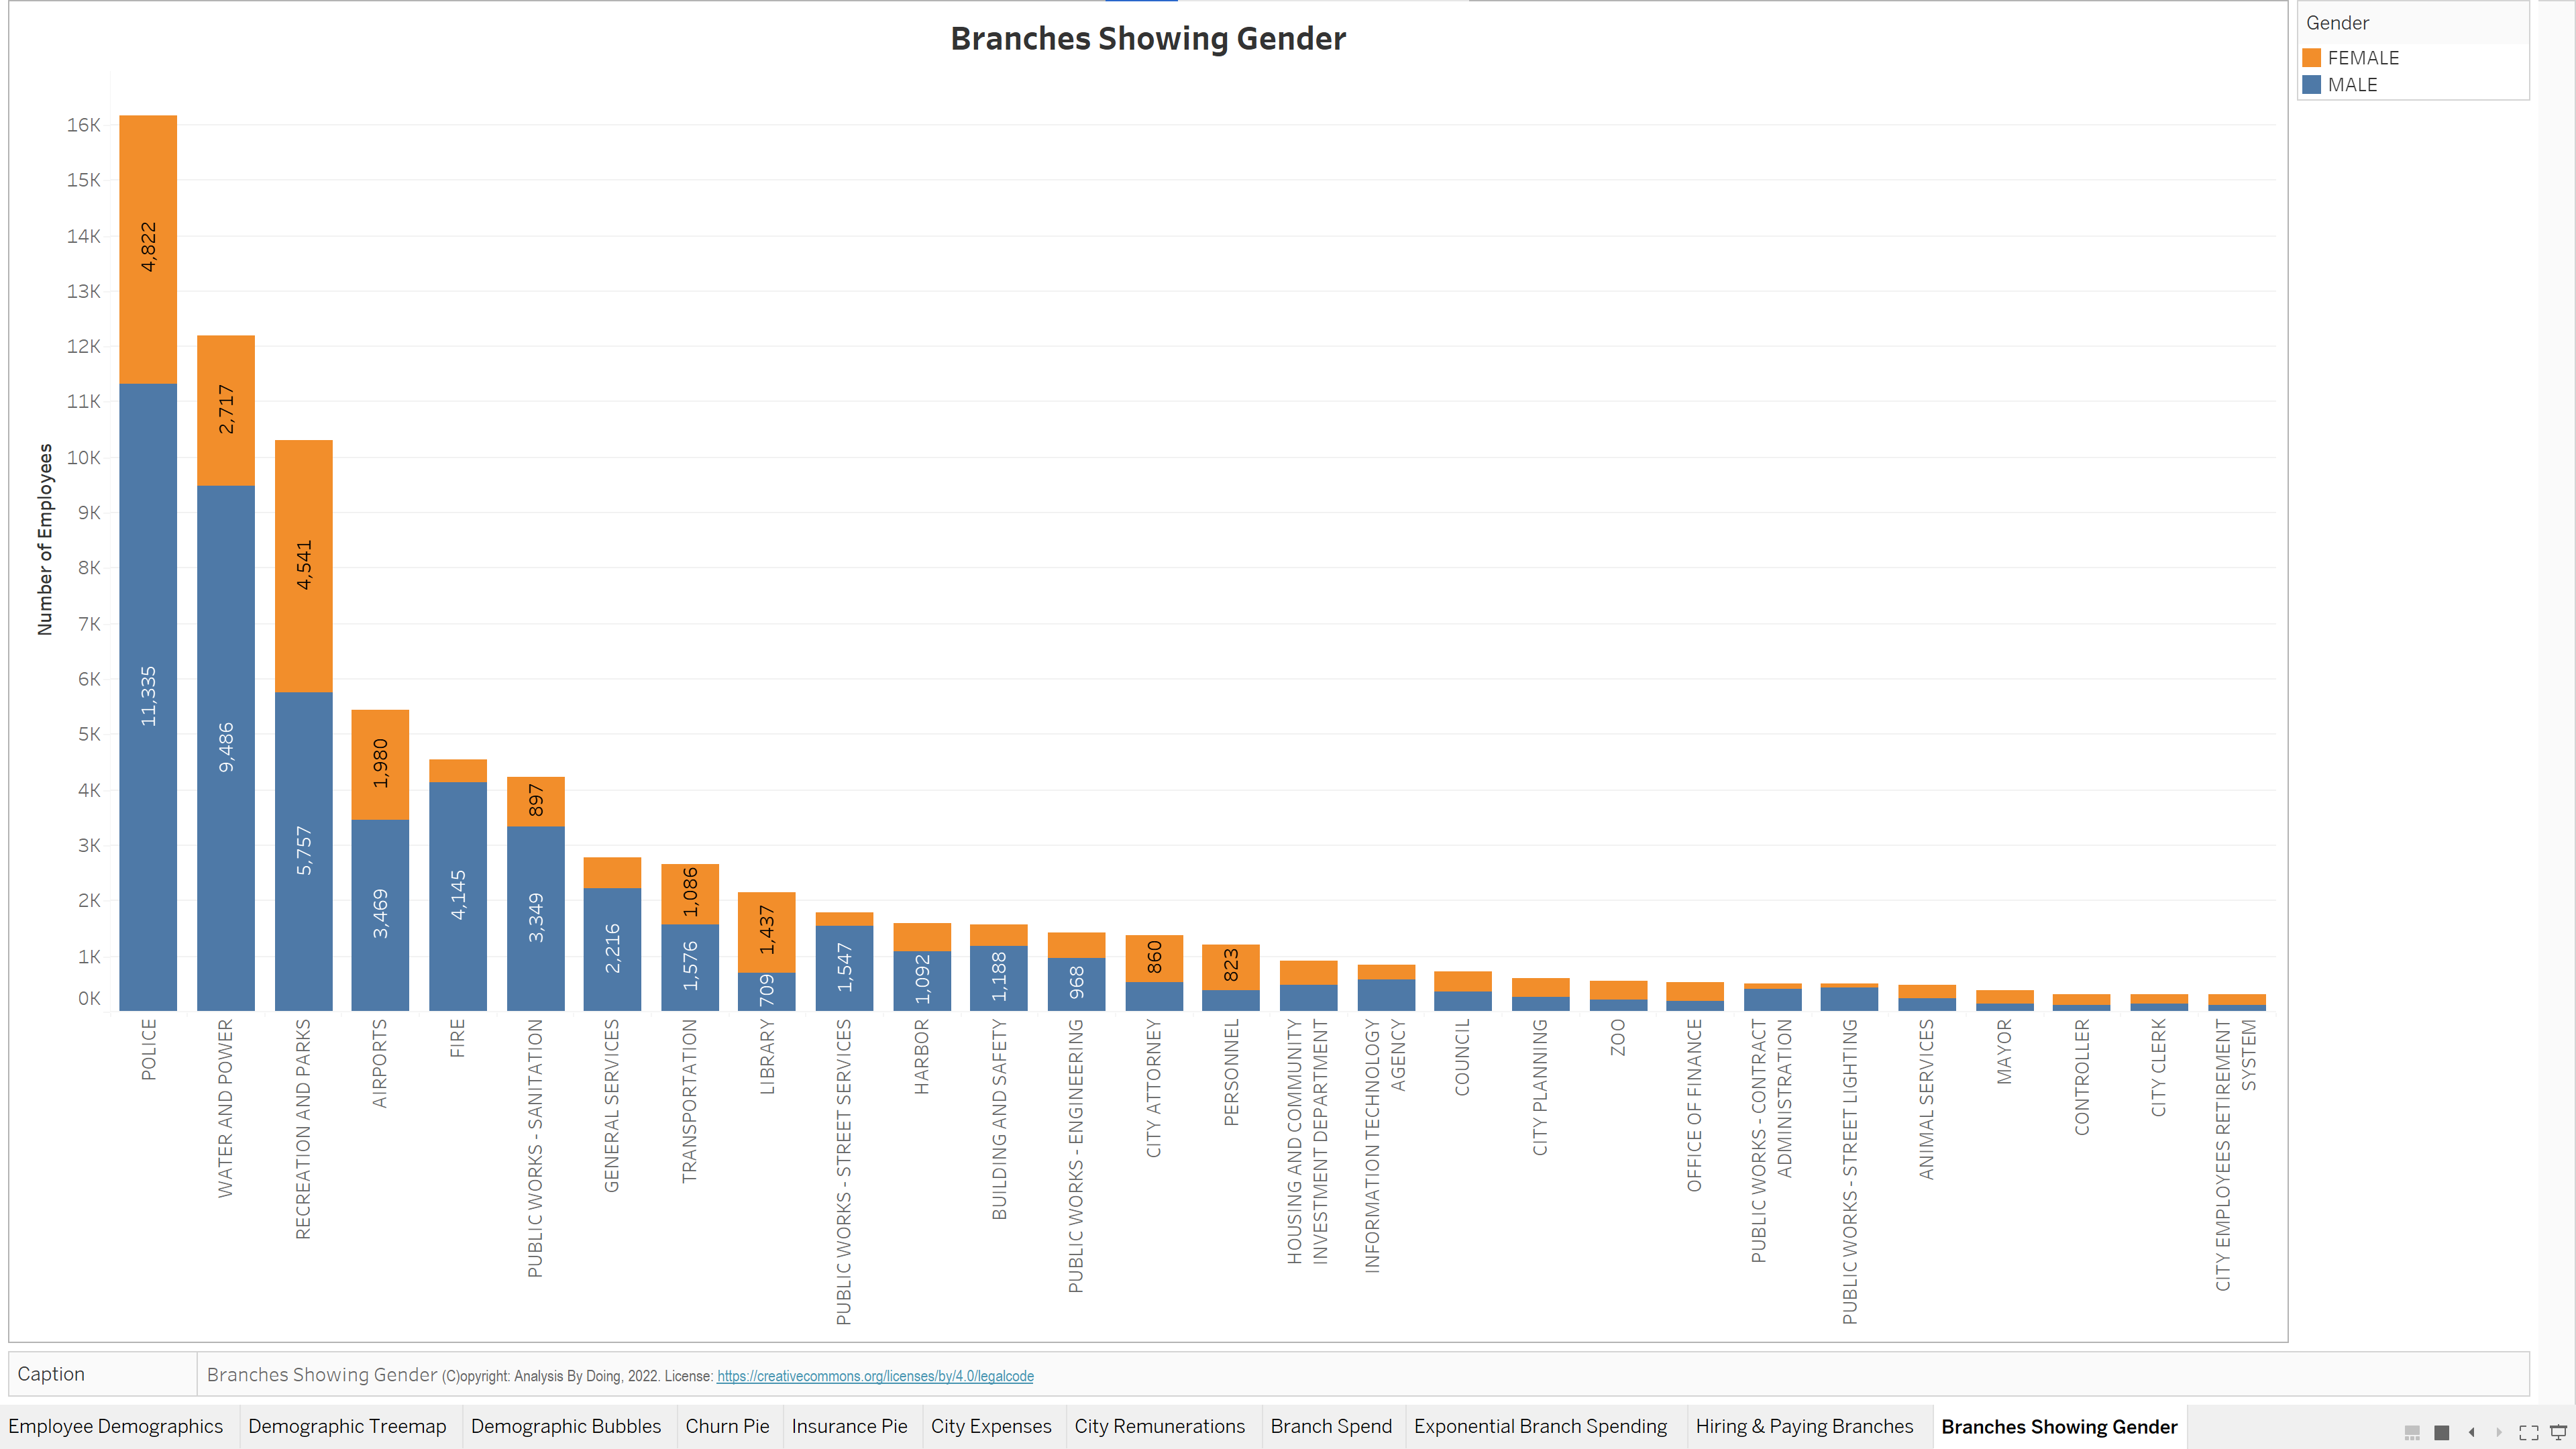 Branches Showing Gender
Gender
FEMALE
MALE
Number of Employees
16K
15K
14K
13K
12K
11K
10K
9K
8K
7K
6K
5K
4K
3K
2K
1K
0K
4,822
11,335
2,717
9,486
4,541
5,757
1,980
3,469
4,145
897
3,349
2,216
1,086
1,576
1,437
709
1,547
1,092
1,188
968
860
823
POLICE
WATER AND POWER
RECREATION AND PARKS
AIRPORTS
FIRE
PUBLIC WORKS - SANITATION
GENERAL SERVICES
TRANSPORTATION
LIBRARY
PUBLIC WORKS - STREET SERVICES
HARBOR
BUILDING AND SAFETY
PUBLIC WORKS - ENGINEERING
CITY ATTORNEY
PERSONNEL
HOUSING AND COMMUNITY
INVESTMENT DEPARTMENT
INFORMATION TECHNOLOGY
AGENCY
COUNCIL
CITY PLANNING
ZOO
OFFICE OF FINANCE
PUBLIC WORKS - CONTRACT
ADMINISTRATION
PUBLIC WORKS - STREET LIGHTING
ANIMAL SERVICES
MAYOR
CONTROLLER
CITY CLERK
CITY EMPLOYEES RETIREMENT
SYSTEM
Caption
Branches Showing Gender (C)opyright: Analysis By Doing, 2022. License: https://creativecommons.org/licenses/by/4.0/legalcode
Employee Demographics
Demographic Treemap
Demographic Bubbles
Churn Pie
Insurance Pie
City Expenses
City Remunerations
Branch Spend
Exponential Branch Spending
Hiring & Paying Branches
Branches Showing Gender